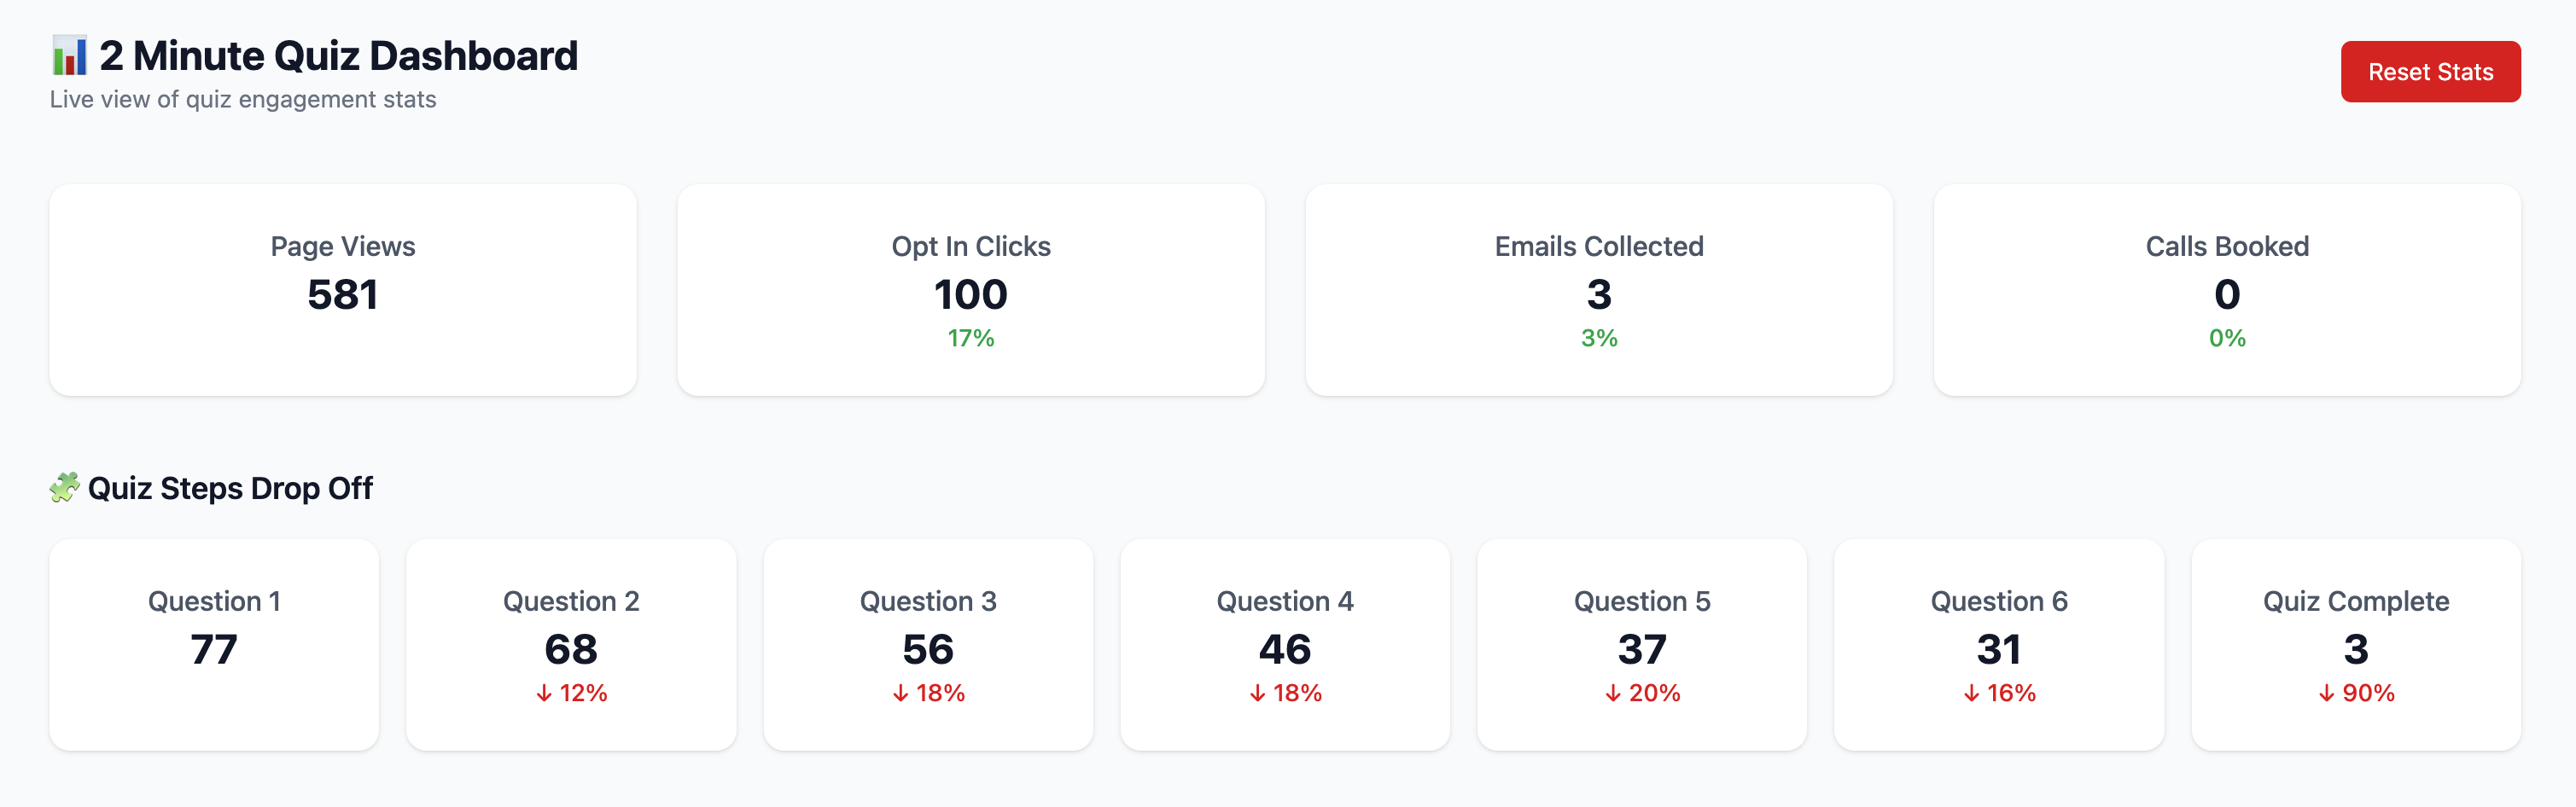 📊 2 Minute Quiz Dashboard
Live view of quiz engagement stats
Reset Stats
Page Views
581
Opt In Clicks
100
17%
Emails Collected
3
3%
Calls Booked
0
0%
🧩 Quiz Steps Drop Off
Question 1
77
Question 2
68
↓ 12%
Question 3
56
↓ 18%
Question 4
46
↓ 18%
Question 5
37
↓ 20%
Question 6
31
↓ 16%
Quiz Complete
3
↓ 90%